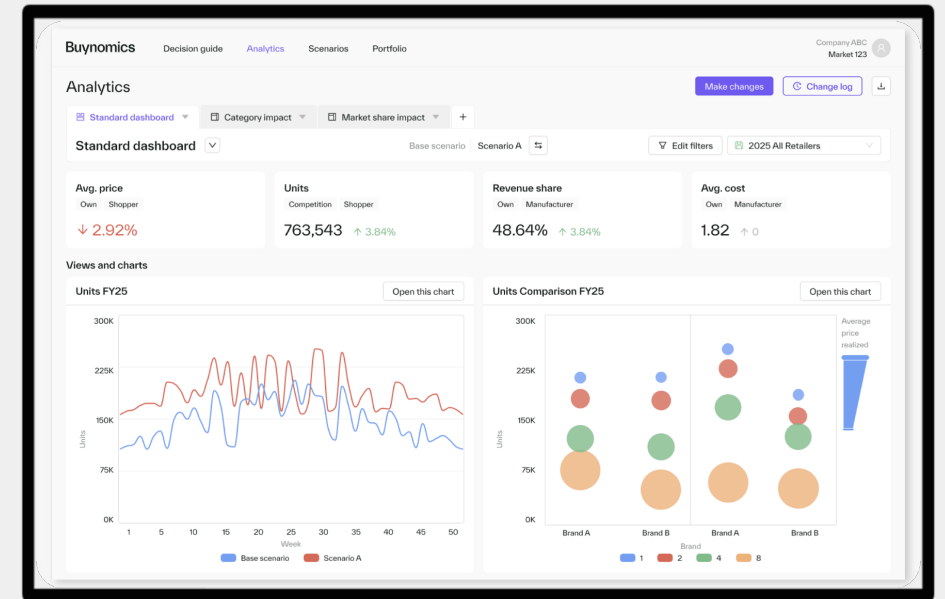 Buynomics Decision guide Analytics Scenarios Portfolio
Company ABC
Market 123
Analytics
Make changes Change log
Standard dashboard Category impact Market share impact +
Standard dashboard Base scenario Scenario A Edit filters 2025 All Retailers
Avg. price
Own Shopper
↓ 2.92%
Units
Competition Shopper
763,543 ↑ 3.84%
Revenue share
Own Manufacturer
48.64% ↑ 3.84%
Avg. cost
Own Manufacturer
1.82 ↑ 0
Views and charts
Units FY25 Open this chart
300K
225K
150K
75K
0K
Units
1 5 10 15 20 25 30 35 40 45 50
Week
Base scenario Scenario A
Units Comparison FY25 Open this chart
300K
225K
150K
75K
0K
Units
Average
price
realized
Brand A Brand B Brand A Brand B
Brand
1 2 4 8